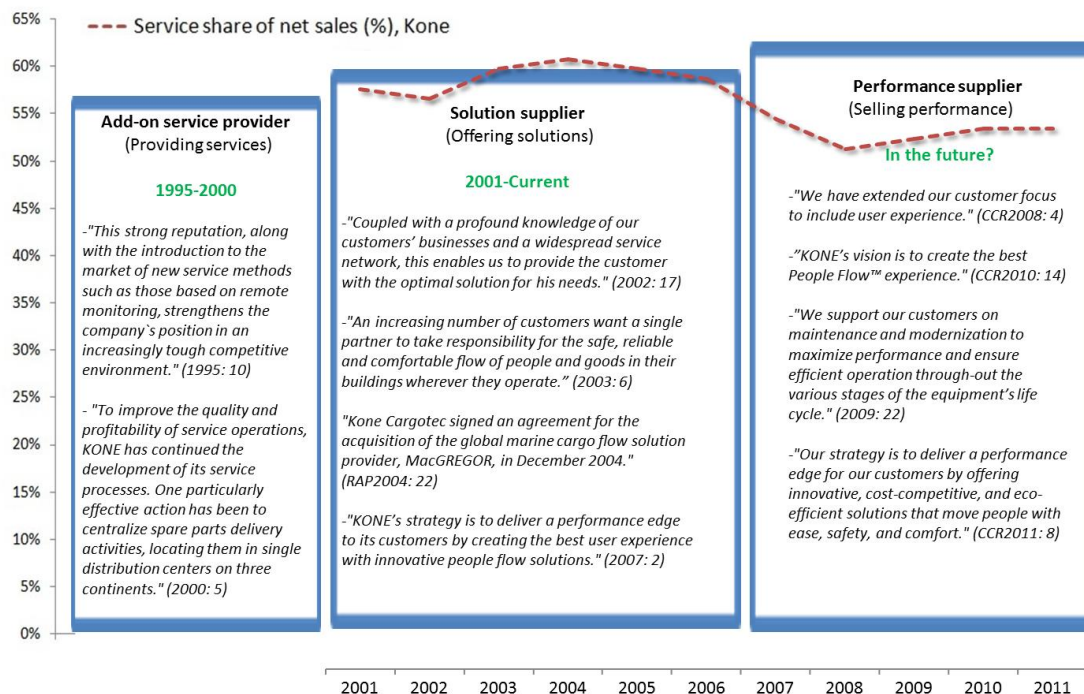 65%
60%
55%
50%
45%
40%
35%
30%
25%
20%
15%
10%
5%
0%
Service share of net sales (%), Kone
Add-on service provider
(Providing services)
1995-2000
-"This strong reputation, along
with the introduction to the
market of new service methods
such as those based on remote
monitoring, strengthens the
company`s position in an
increasingly tough competitive
environment." (1995: 10)
- "To improve the quality and
profitability of service operations,
KONE has continued the
development of its service
processes. One particularly
effective action has been to
centralize spare parts delivery
activities, locating them in single
distribution centers on three
continents." (2000: 5)
Solution supplier
(Offering solutions)
2001-Current
-"Coupled with a profound knowledge of our
customers’ businesses and a widespread service
network, this enables us to provide the customer
with the optimal solution for his needs." (2002: 17)
-"An increasing number of customers want a single
partner to take responsibility for the safe, reliable
and comfortable flow of people and goods in their
buildings wherever they operate.” (2003: 6)
"Kone Cargotec signed an agreement for the
acquisition of the global marine cargo flow solution
provider, MacGREGOR, in December 2004."
(RAP2004: 22)
-"KONE’s strategy is to deliver a performance edge
to its customers by creating the best user experience
with innovative people flow solutions." (2007: 2)
Performance supplier
(Selling performance)
In the future?
-"We have extended our customer focus
to include user experience." (CCR2008: 4)
-”KONE’s vision is to create the best
People Flow™ experience." (CCR2010: 14)
-"We support our customers on
maintenance and modernization to
maximize performance and ensure
efficient operation through-out the
various stages of the equipment’s life
cycle." (2009: 22)
-"Our strategy is to deliver a performance
edge for our customers by offering
innovative, cost-competitive, and eco-
efficient solutions that move people with
ease, safety, and comfort." (CCR2011: 8)
2001 2002 2003 2004 2005 2006 2007 2008 2009 2010 2011